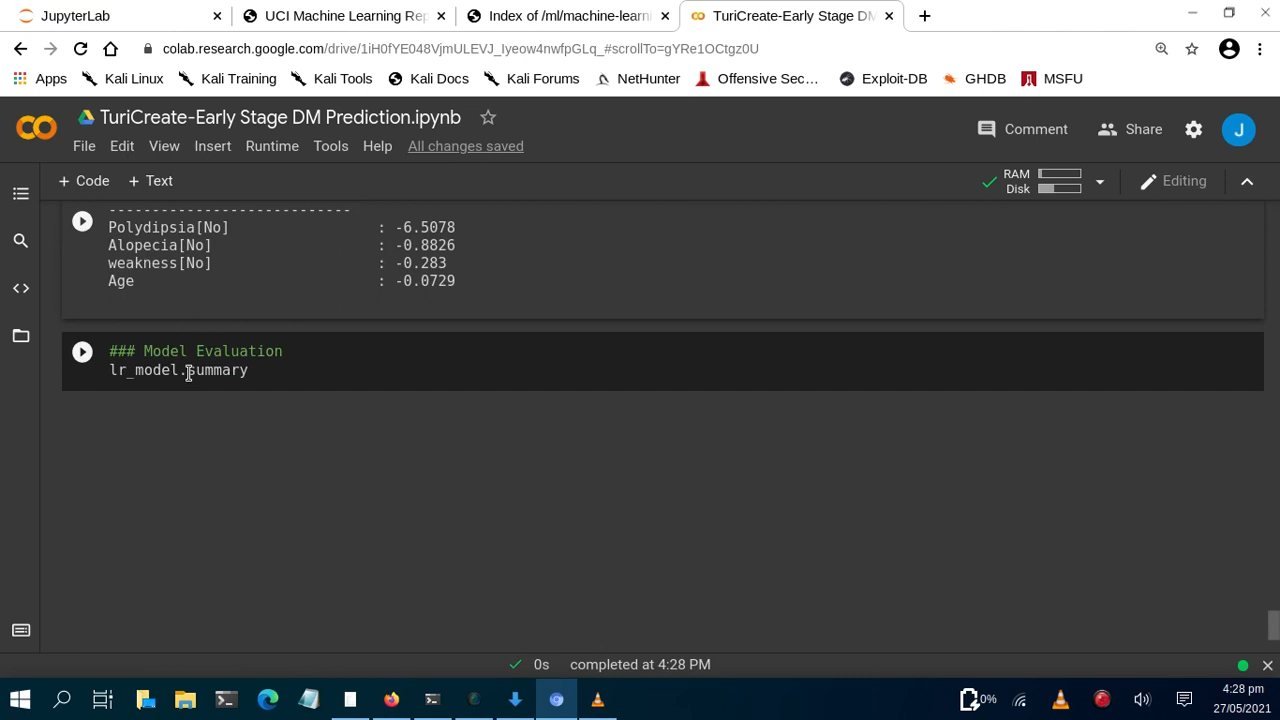 JupyterLab
UCI Machine Learning Rep
Index of /ml/machine-learni
TuriCreate-Early Stage DM
colab.research.google.com/drive/1iH0fYE048VjmULEVJ_Iyeow4nwfpGLq_#scrollTo=gYRe1OCtgz0U
Apps
Kali Linux
Kali Training
Kali Tools
Kali Docs
Kali Forums
NetHunter
Offensive Sec...
Exploit-DB
GHDB
MSFU
TuriCreate-Early Stage DM Prediction.ipynb
Comment
Share
J
File Edit View Insert Runtime Tools Help All changes saved
+ Code + Text
RAM
Disk
Editing
----------------------------
Polydipsia[No] : -6.5078
Alopecia[No] : -0.8826
weakness[No] : -0.283
Age : -0.0729
### Model Evaluation
lr_model.summary
0s completed at 4:28 PM
0%
4:28 pm
27/05/2021